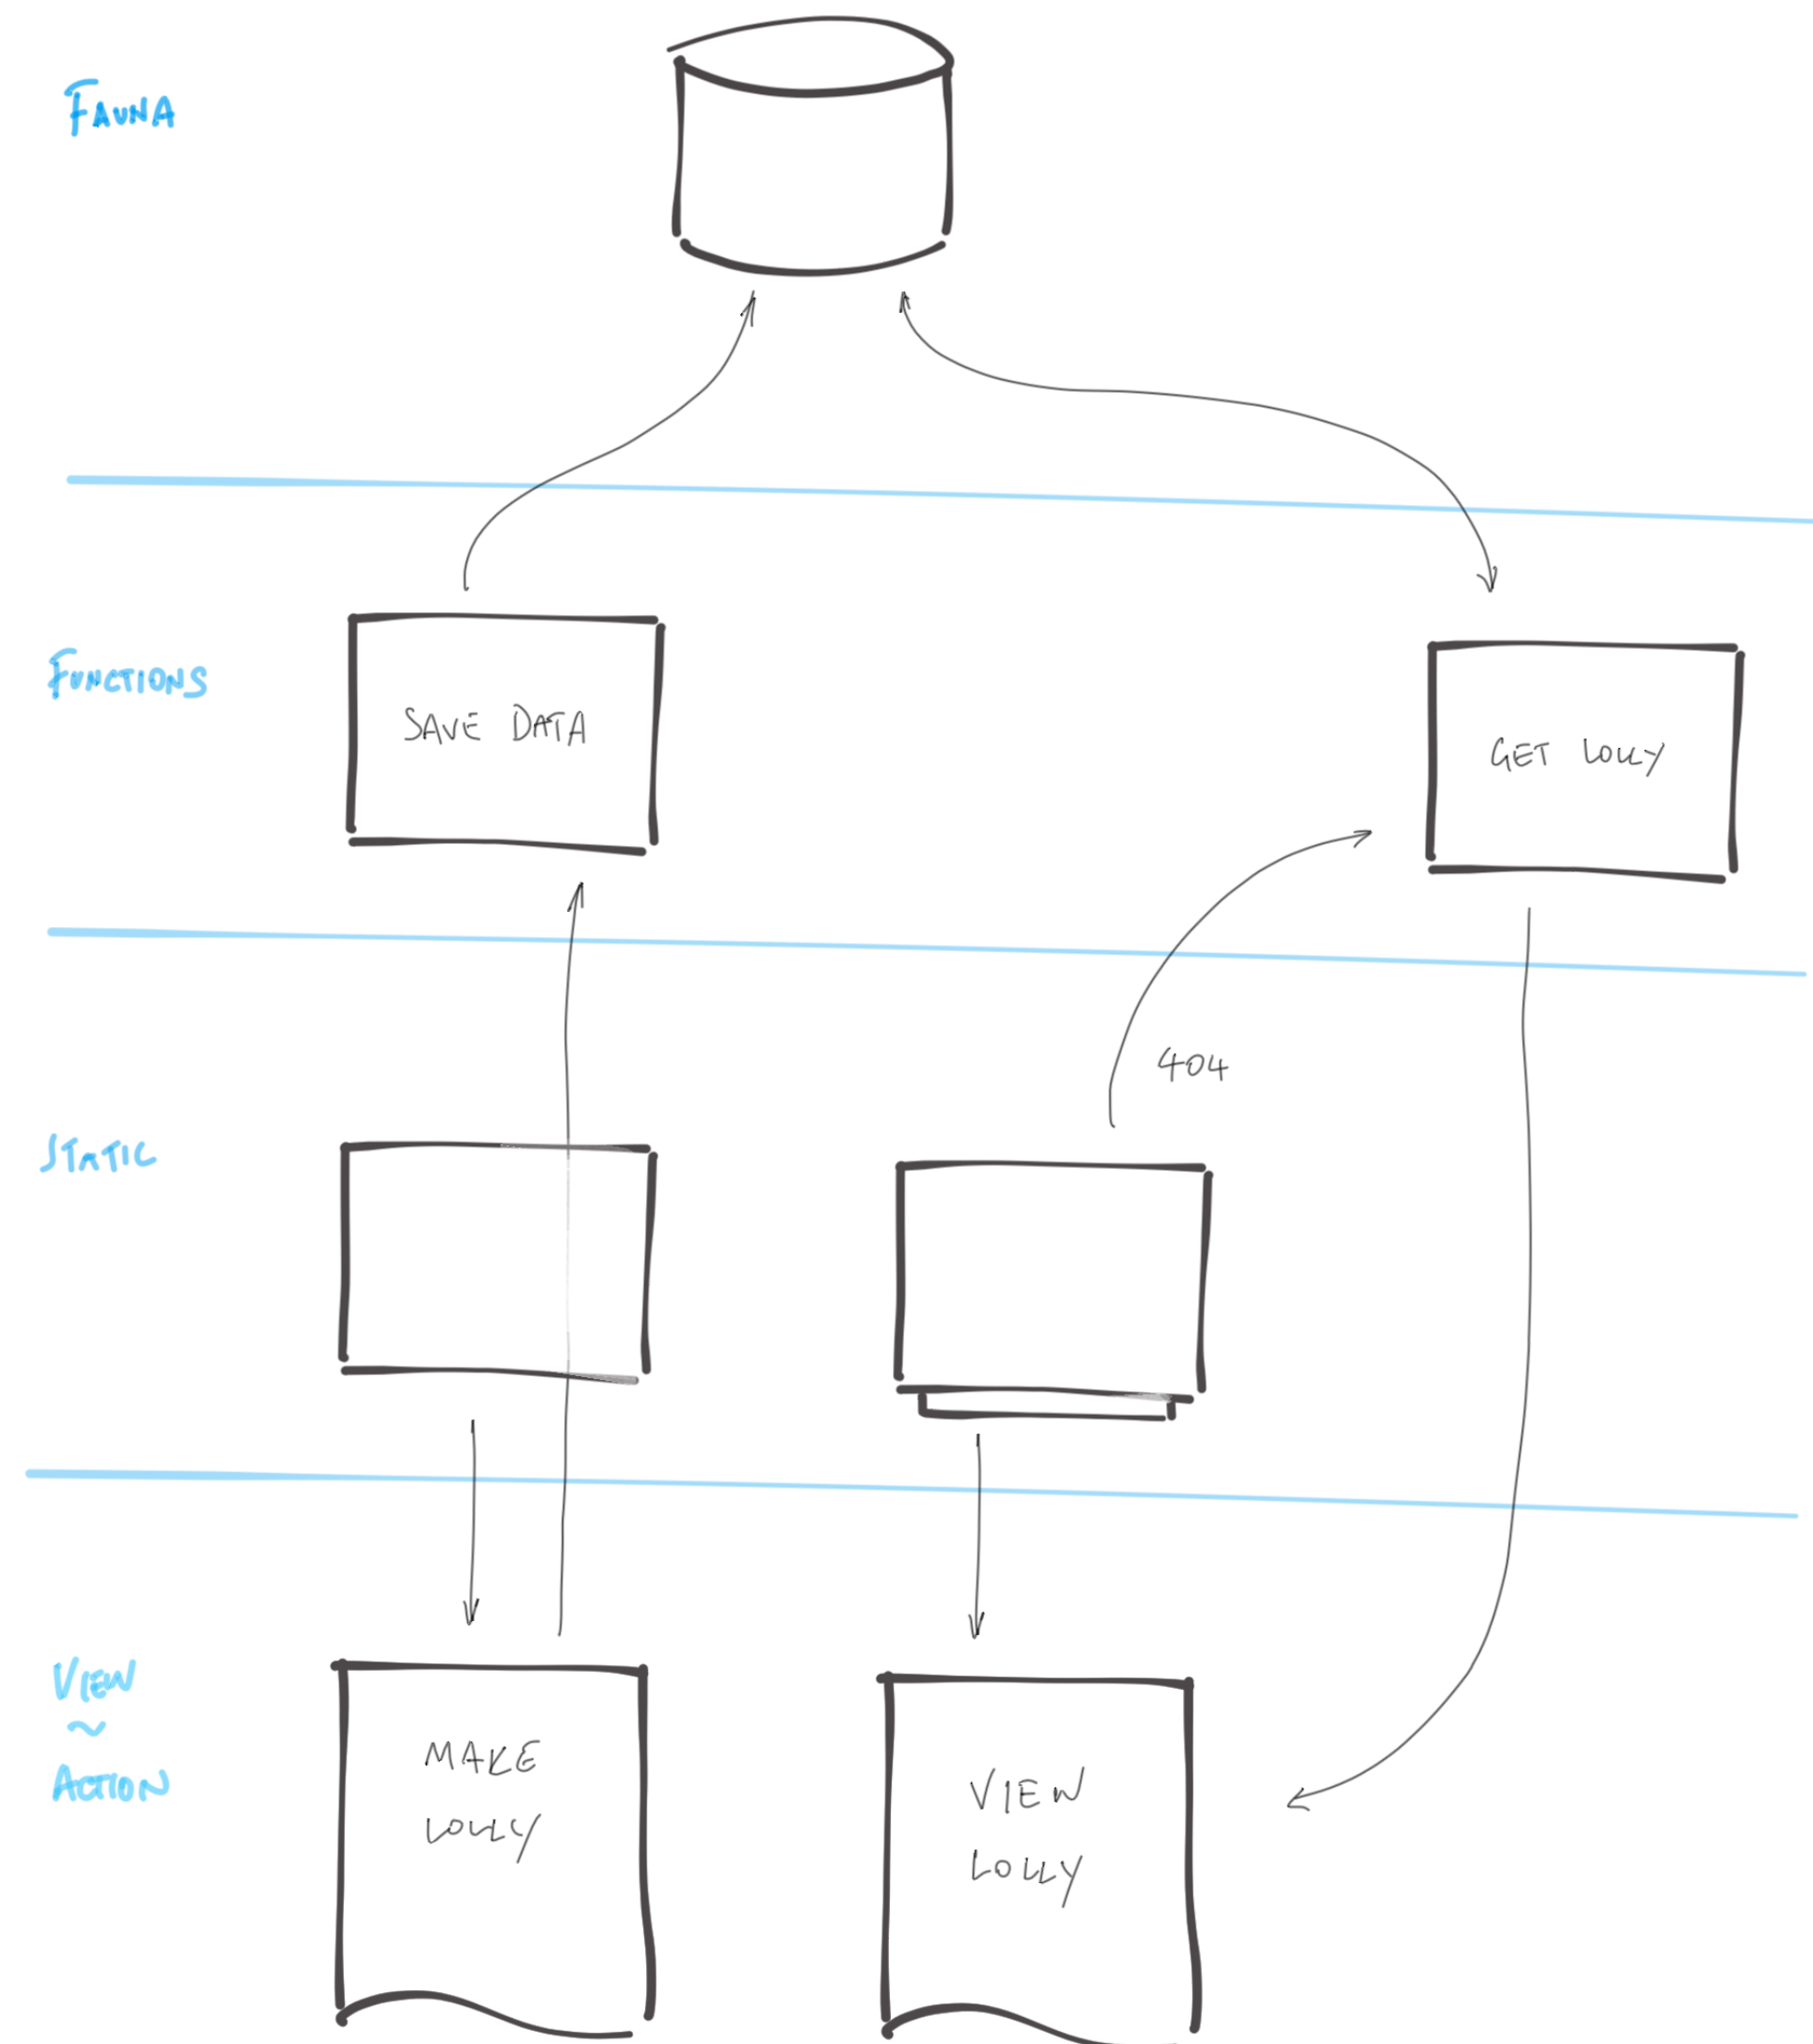 FAUNA
FUNCTIONS
SAVE DATA
GET LOLLY
404
STATIC
VIEW
~
ACTION
MAKE
LOLLY
VIEW
LOLLY